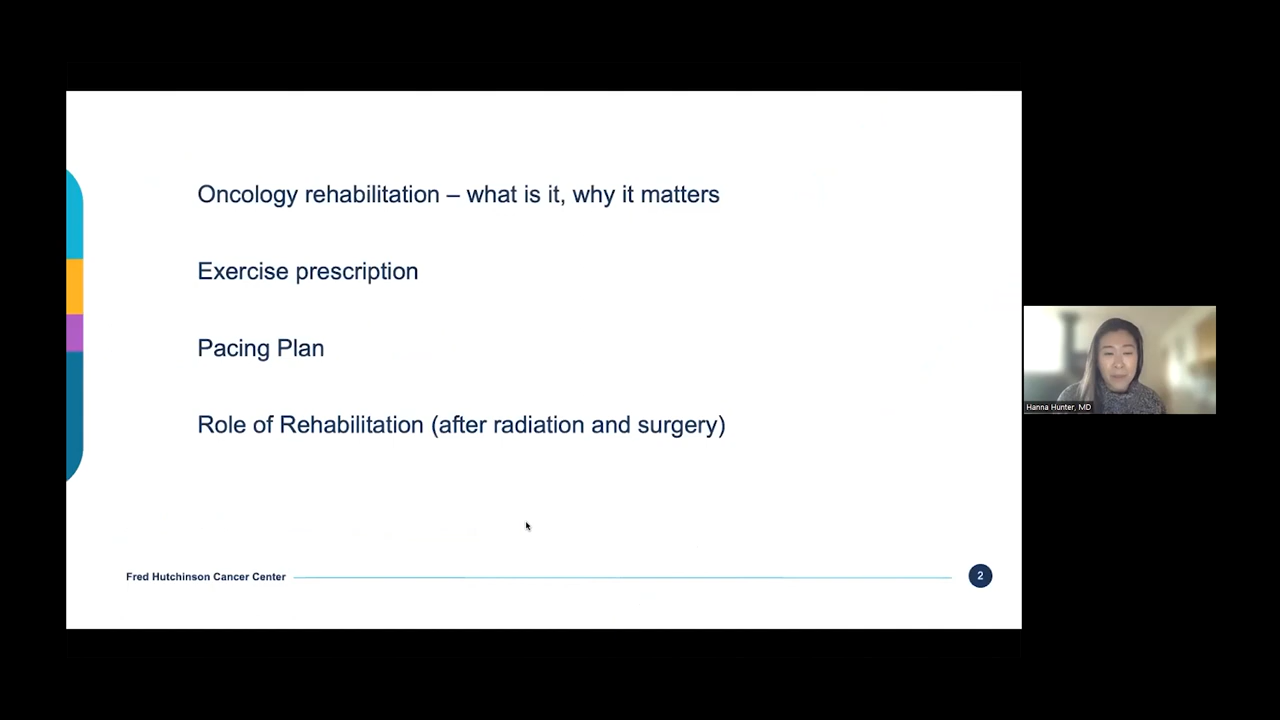 Oncology rehabilitation – what is it, why it matters
Exercise prescription
Pacing Plan
Role of Rehabilitation (after radiation and surgery)
Hanna Hunter, MD
Fred Hutchinson Cancer Center
2